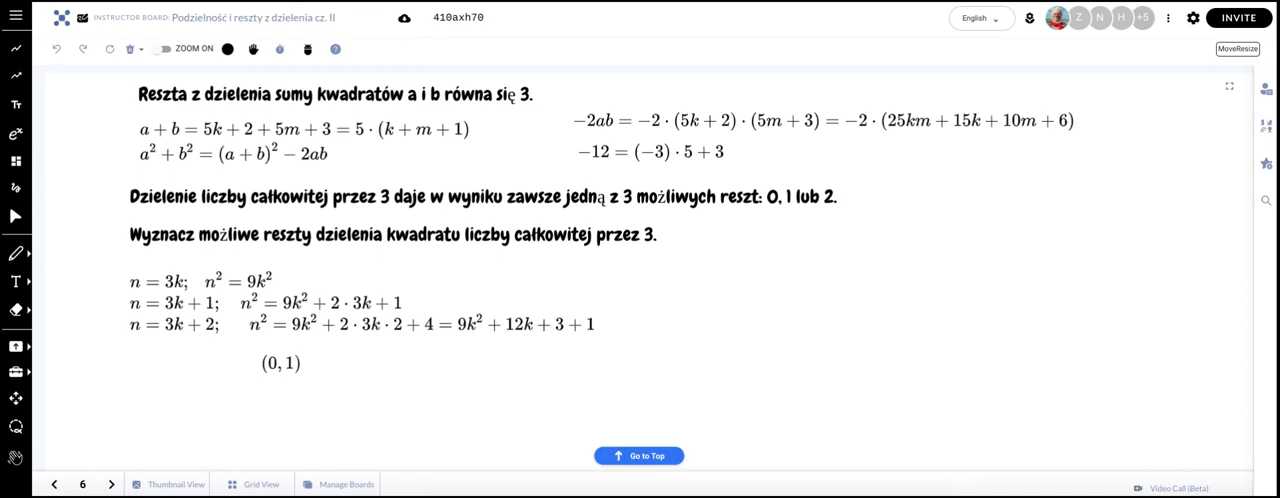 INSTRUCTOR BOARD: Podzielność i reszty z dzielenia cz. II
410axh70
English
Z N H +5
INVITE
ZOOM ON
MoveResize
Reszta z dzielenia sumy kwadratów a i b równa się 3.
a + b = 5k + 2 + 5m + 3 = 5 · (k + m + 1)
a² + b² = (a + b)² − 2ab
−2ab = −2 · (5k + 2) · (5m + 3) = −2 · (25km + 15k + 10m + 6)
−12 = (−3) · 5 + 3
Dzielenie liczby całkowitej przez 3 daje w wyniku zawsze jedną z 3 możliwych reszt: 0, 1 lub 2.
Wyznacz możliwe reszty dzielenia kwadratu liczby całkowitej przez 3.
n = 3k; n² = 9k²
n = 3k + 1; n² = 9k² + 2 · 3k + 1
n = 3k + 2; n² = 9k² + 2 · 3k · 2 + 4 = 9k² + 12k + 3 + 1
(0, 1)
Go to Top
6
Thumbnail View
Grid View
Manage Boards
Video Call (Beta)